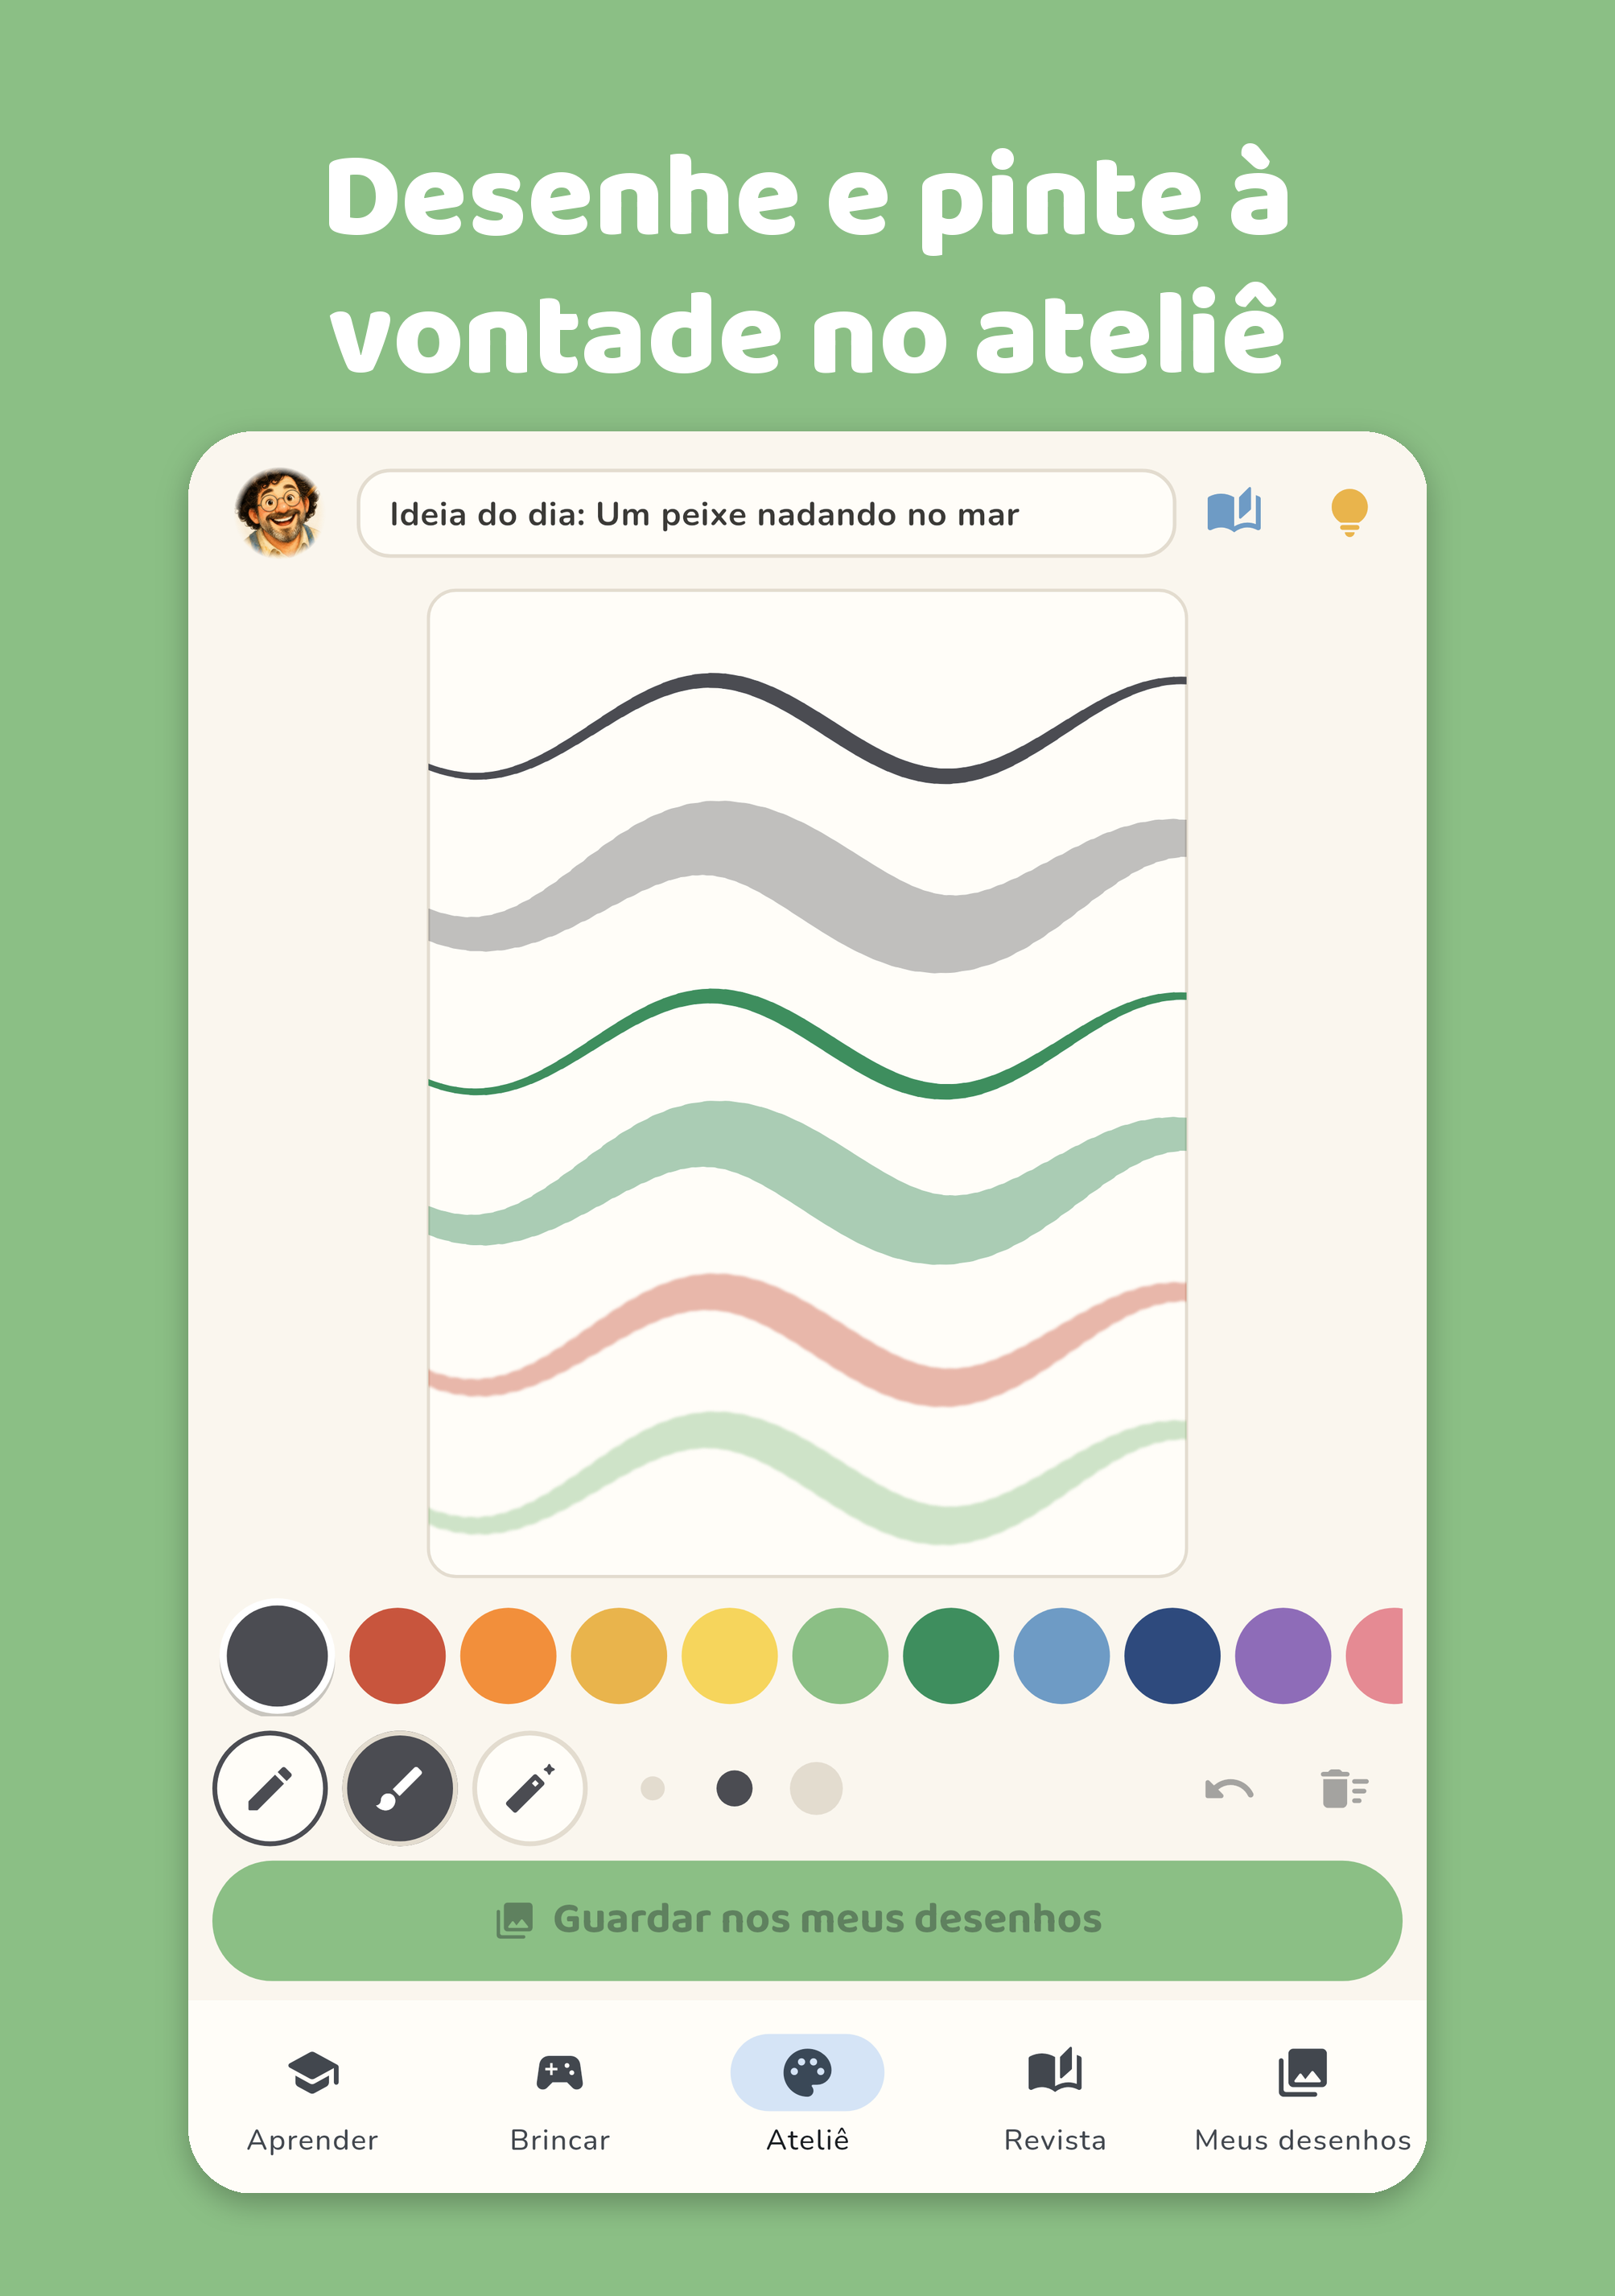 Desenhe e pinte à
vontade no ateliê
Ideia do dia: Um peixe nadando no mar
Guardar nos meus desenhos
Aprender
Brincar
Ateliê
Revista
Meus desenhos